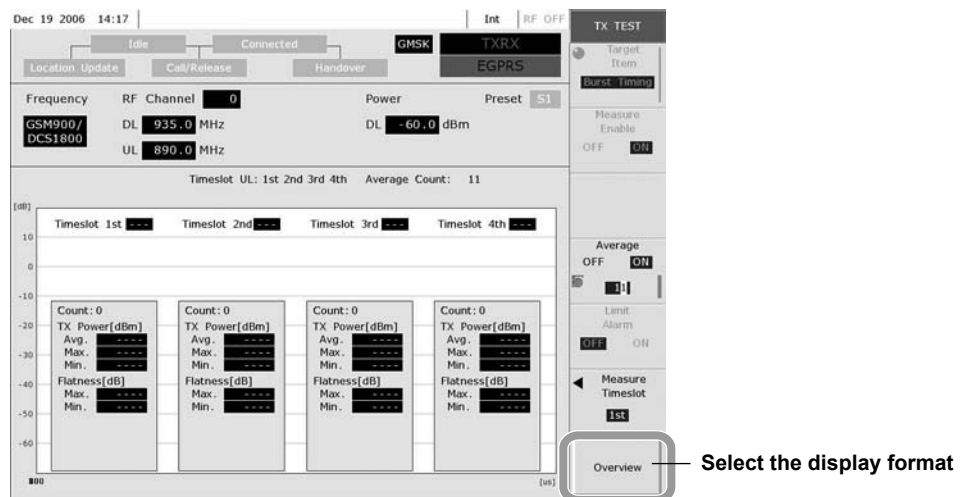 Dec 19 2006 14:17 Int RF OFF
TX TEST
Idle Connected GMSK TXRX
Location Update Call/Release Handover EGPRS
Target
Item
Burst Timing
Frequency RF Channel 0 Power Preset S1
GSM900/
DCS1800
DL 935.0 MHz DL -60.0 dBm
UL 890.0 MHz
Measure
Enable
OFF ON
Timeslot UL: 1st 2nd 3rd 4th Average Count: 11
[dB]
Timeslot 1st --- Timeslot 2nd --- Timeslot 3rd --- Timeslot 4th ---
10
0
-10
-20
-30
-40
-50
-60
Count: 0
TX Power[dBm]
Avg. ----
Max. ----
Min. ----
Flatness[dB]
Max. ----
Min. ----
Count: 0
TX Power[dBm]
Avg. ----
Max. ----
Min. ----
Flatness[dB]
Max. ----
Min. ----
Count: 0
TX Power[dBm]
Avg. ----
Max. ----
Min. ----
Flatness[dB]
Max. ----
Min. ----
Count: 0
TX Power[dBm]
Avg. ----
Max. ----
Min. ----
Flatness[dB]
Max. ----
Min. ----
[us]
Average
OFF ON
11
Limit
Alarm
OFF ON
Measure
Timeslot
1st
Overview
Select the display format